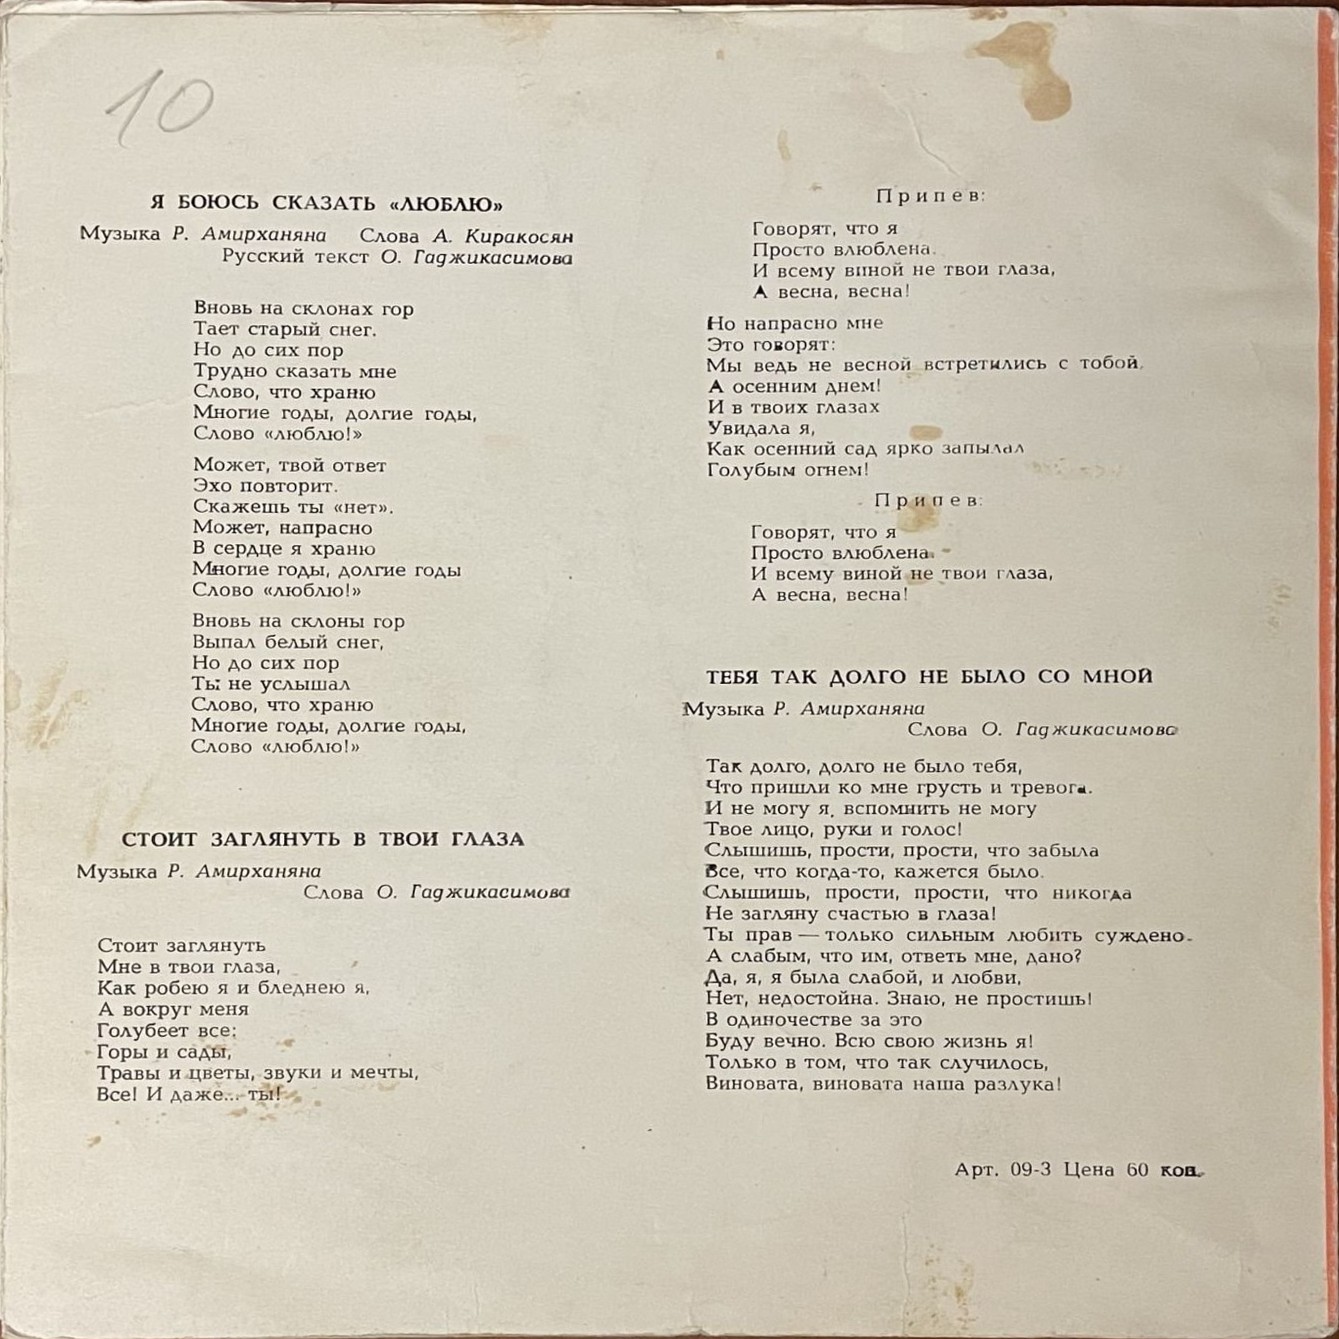 10
Я БОЮСЬ СКАЗАТЬ «ЛЮБЛЮ»
Музыка Р. Амирханяна Слова А. Киракосян
Русский текст О. Гаджикасимова
Вновь на склонах гор
Тает старый снег.
Но до сих пор
Трудно сказать мне
Слово, что храню
Многие годы, долгие годы,
Слово «люблю!»
Может, твой ответ
Эхо повторит.
Скажешь ты «нет».
Может, напрасно
В сердце я храню
Многие годы, долгие годы
Слово «люблю!»
Вновь на склоны гор
Выпал белый снег,
Но до сих пор
Ты не услышал
Слово, что храню
Многие годы, долгие годы,
Слово «люблю!»
СТОИТ ЗАГЛЯНУТЬ В ТВОИ ГЛАЗА
Музыка Р. Амирханяна
Слова О. Гаджикасимова
Стоит заглянуть
Мне в твои глаза,
Как робею я и бледнею я,
А вокруг меня
Голубеет все:
Горы и сады,
Травы и цветы, звуки и мечты,
Все! И даже... ты!
Припев:
Говорят, что я
Просто влюблена.
И всему виной не твои глаза,
А весна, весна!
Но напрасно мне
Это говорят:
Мы ведь не весной встретились с тобой,
А осенним днем!
И в твоих глазах
Увидала я,
Как осенний сад ярко запылал
Голубым огнем!
Припев:
Говорят, что я
Просто влюблена.
И всему виной не твои глаза,
А весна, весна!
ТЕБЯ ТАК ДОЛГО НЕ БЫЛО СО МНОЙ
Музыка Р. Амирханяна
Слова О. Гаджикасимова
Так долго, долго не было тебя,
Что пришли ко мне грусть и тревога.
И не могу я, вспомнить не могу
Твое лицо, руки и голос!
Слышишь, прости, прости, что забыла
Все, что когда-то, кажется было.
Слышишь, прости, прости, что никогда
Не загляну счастью в глаза!
Ты прав — только сильным любить суждено.
А слабым, что им, ответь мне, дано?
Да, я, я была слабой, и любви,
Нет, недостойна. Знаю, не простишь!
В одиночестве за это
Буду вечно. Всю свою жизнь я!
Только в том, что так случилось,
Виновата, виновата наша разлука!
Арт. 09-3 Цена 60 коп.